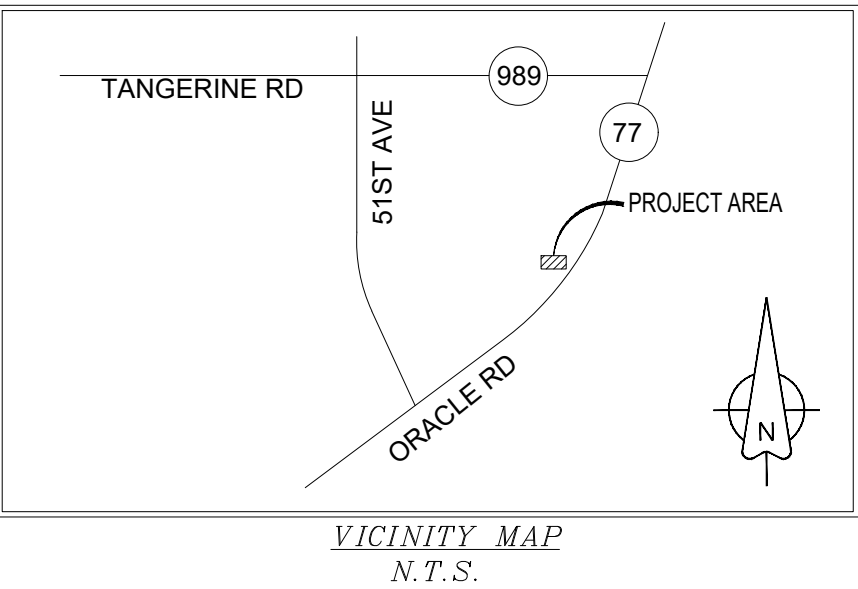 989
TANGERINE RD
51ST AVE
77
PROJECT AREA
ORACLE RD
N
VICINITY MAP
N.T.S.